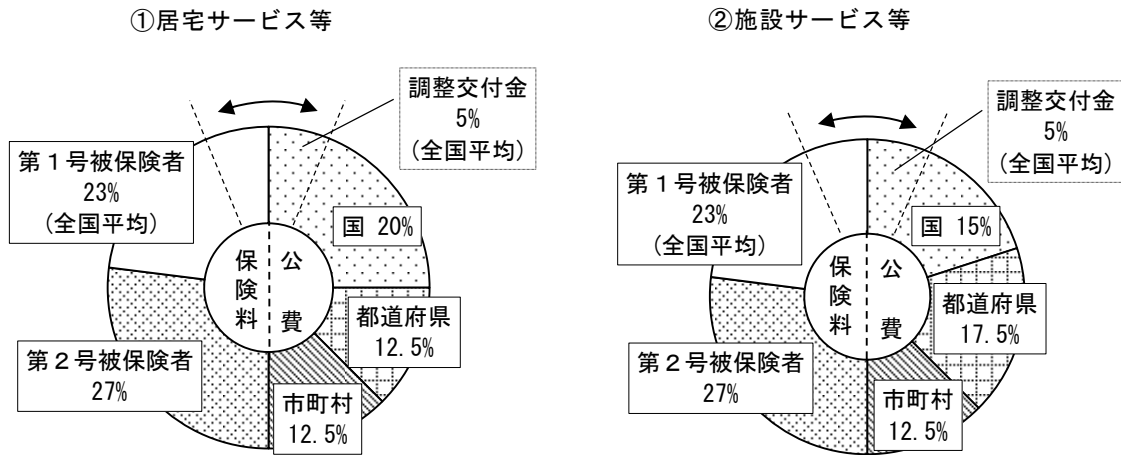 ①居宅サービス等
調整交付金
5%
(全国平均)
第１号被保険者
23%
(全国平均)
国 20%
保険料
公費
都道府県
12.5%
第２号被保険者
27%
市町村
12.5%
②施設サービス等
調整交付金
5%
(全国平均)
第１号被保険者
23%
(全国平均)
国 15%
保険料
公費
都道府県
17.5%
第２号被保険者
27%
市町村
12.5%